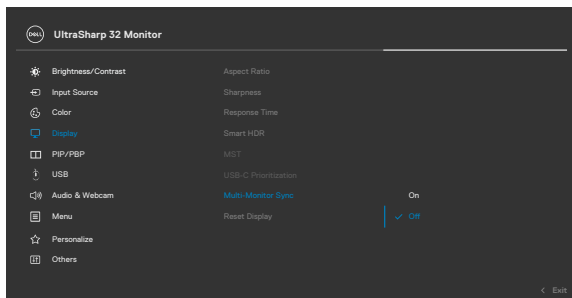 DELL UltraSharp 32 Monitor
Brightness/Contrast Aspect Ratio
Input Source Sharpness
Color Response Time
Display Smart HDR
PIP/PBP MST
USB USB-C Prioritization
Audio & Webcam Multi-Monitor Sync On
Menu Reset Display Off
Personalize
Others
Exit